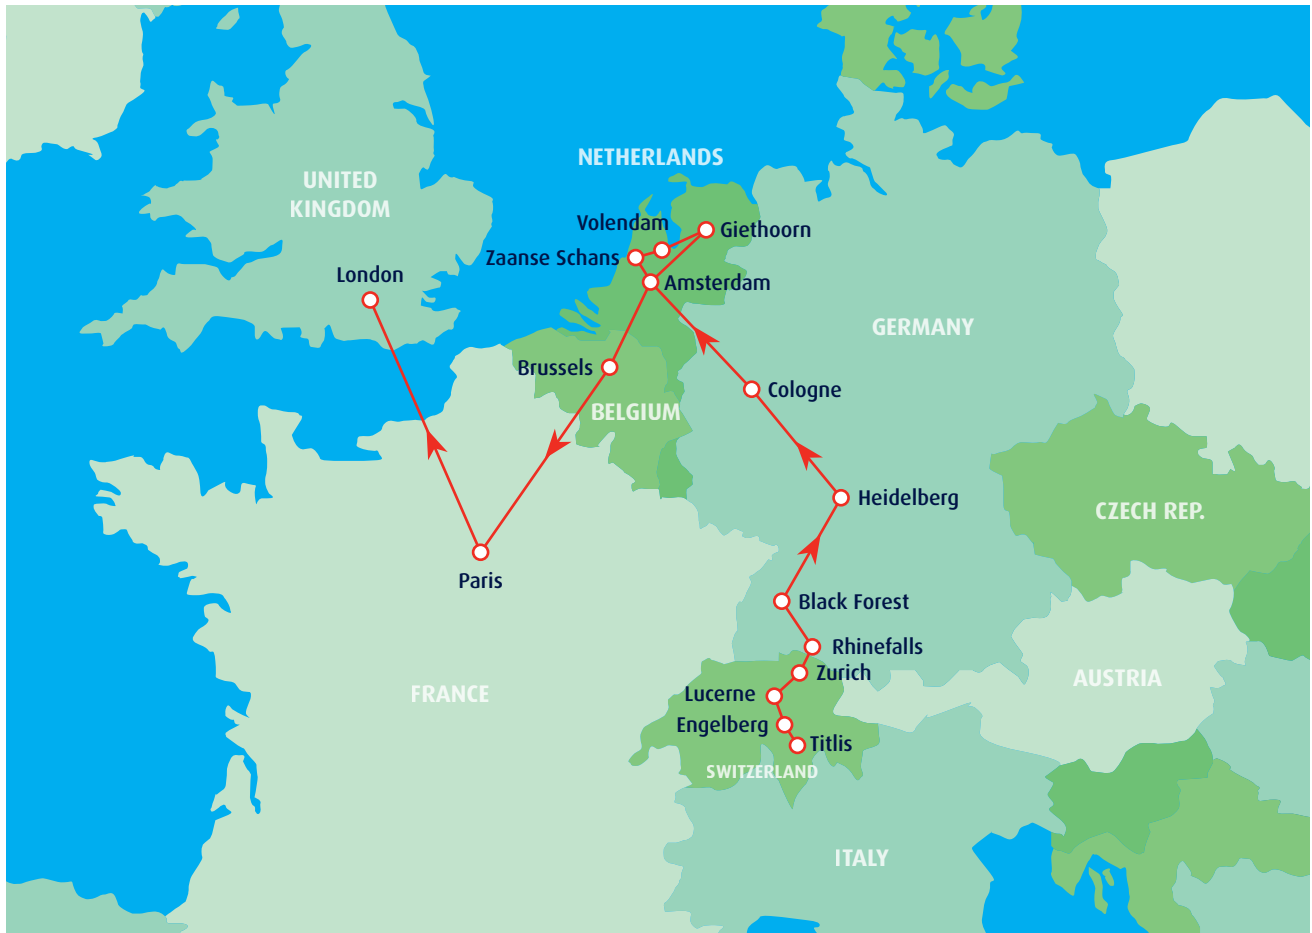 NETHERLANDS
UNITED
KINGDOM
Volendam
Giethoorn
Zaanse Schans
London
Amsterdam
GERMANY
Brussels
Cologne
BELGIUM
Heidelberg
CZECH REP.
Paris
Black Forest
Rhinefalls
Zurich
AUSTRIA
FRANCE
Lucerne
Engelberg
Titlis
SWITZERLAND
ITALY